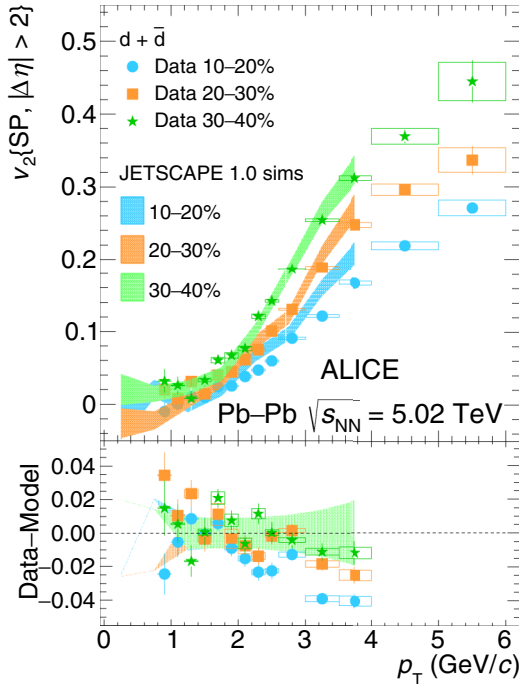 v₂{SP, |Δη| > 2}
0.5
0.4
0.3
0.2
0.1
0
d + d̅
Data 10–20%
Data 20–30%
Data 30–40%
JETSCAPE 1.0 sims
10–20%
20–30%
30–40%
ALICE
Pb–Pb √s_NN = 5.02 TeV
Data–Model
0.04
0.02
0.00
−0.02
−0.04
0 1 2 3 4 5 6
p_T (GeV/c)